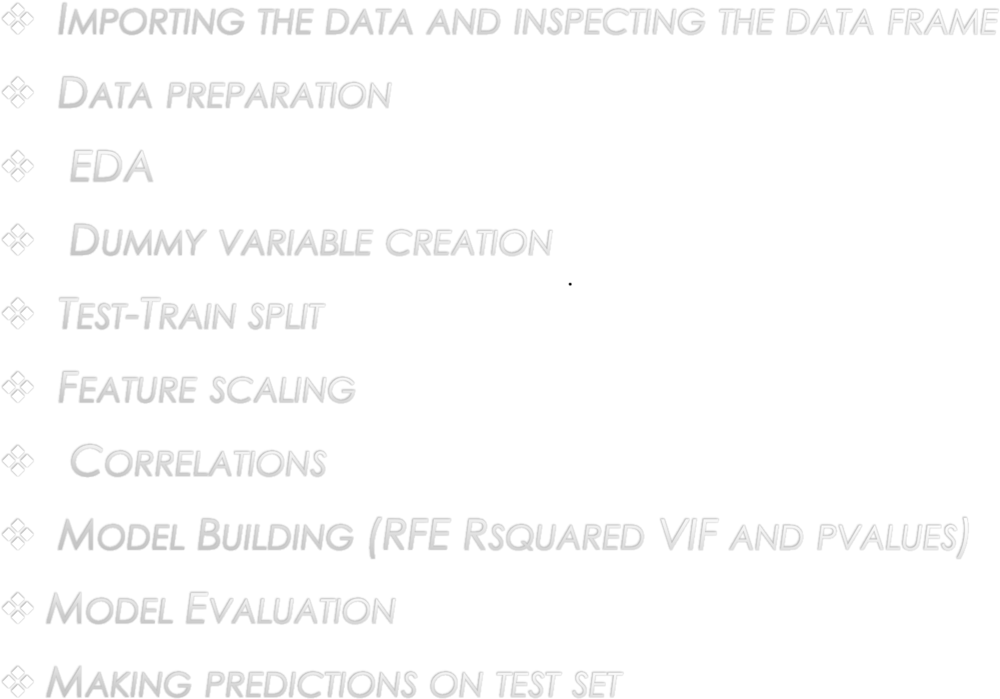 ❖ Importing the data and inspecting the data frame
❖ Data preparation
❖ EDA
❖ Dummy variable creation
❖ Test-Train split
❖ Feature scaling
❖ Correlations
❖ Model Building (RFE Rsquared VIF and pvalues)
❖ Model Evaluation
❖ Making predictions on test set